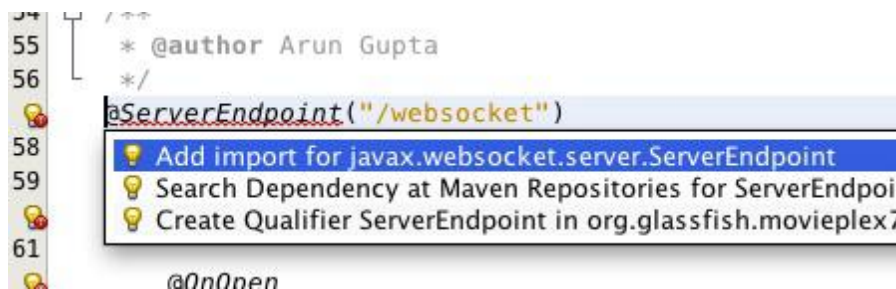 54 /**
55 * @author Arun Gupta
56 */
@ServerEndpoint("/websocket")
58 Add import for javax.websocket.server.ServerEndpoint
59 Search Dependency at Maven Repositories for ServerEndpoi
Create Qualifier ServerEndpoint in org.glassfish.movieplex7
61
@OnOpen